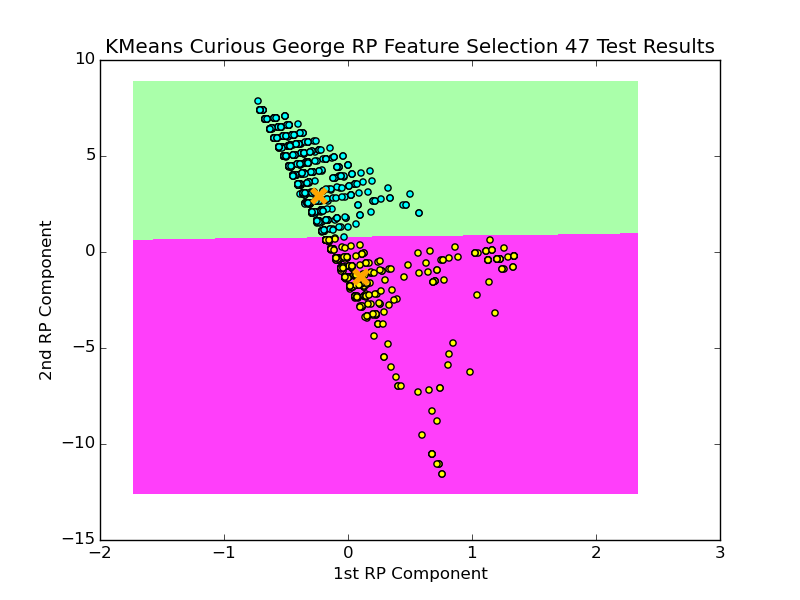 KMeans Curious George RP Feature Selection 47 Test Results
10
5
0
−5
−10
−15
2nd RP Component
−2 −1 0 1 2 3
1st RP Component